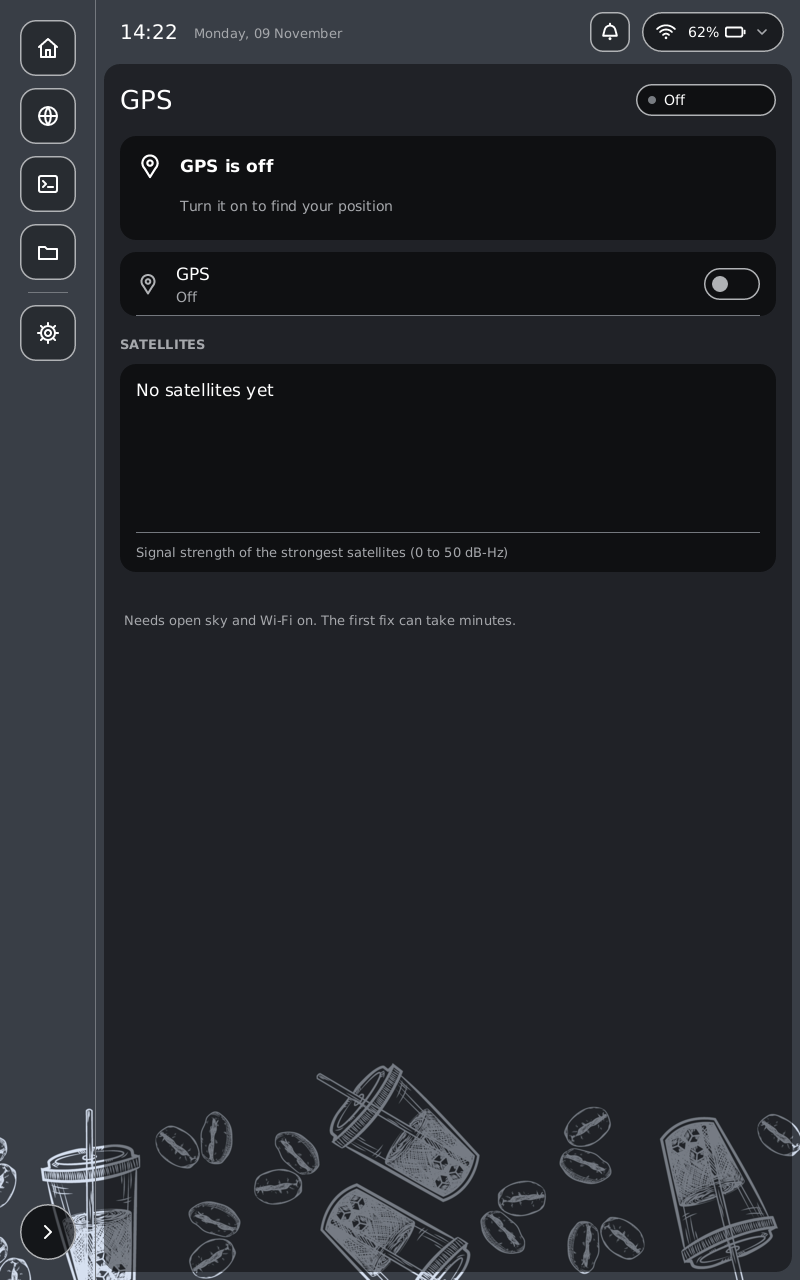 14:22 Monday, 09 November
62%
GPS
Off
GPS is off
Turn it on to find your position
GPS
Off
SATELLITES
No satellites yet
Signal strength of the strongest satellites (0 to 50 dB-Hz)
Needs open sky and Wi-Fi on. The first fix can take minutes.